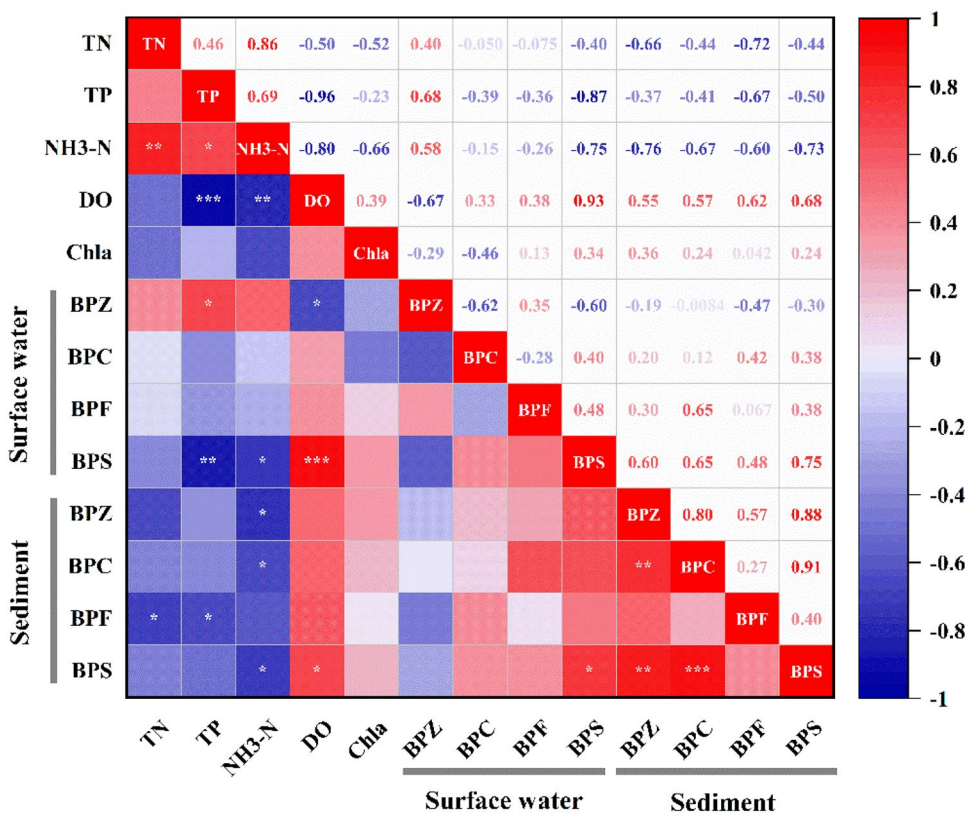 TN TN 0.46 0.86 -0.50 -0.52 0.40 -0.050 -0.075 -0.40 -0.66 -0.44 -0.72 -0.44
TP TP 0.69 -0.96 -0.23 0.68 -0.39 -0.36 -0.87 -0.37 -0.41 -0.67 -0.50
NH3-N ** * NH3-N -0.80 -0.66 0.58 -0.15 -0.26 -0.75 -0.76 -0.67 -0.60 -0.73
DO *** ** DO 0.39 -0.67 0.33 0.38 0.93 0.55 0.57 0.62 0.68
Chla Chla -0.29 -0.46 0.13 0.34 0.36 0.24 0.042 0.24
Surface water
BPZ * * BPZ -0.62 0.35 -0.60 -0.19 -0.0084 -0.47 -0.30
BPC BPC -0.28 0.40 0.20 0.12 0.42 0.38
BPF BPF 0.48 0.30 0.65 0.067 0.38
BPS ** * *** BPS 0.60 0.65 0.48 0.75
Sediment
BPZ * BPZ 0.80 0.57 0.88
BPC * ** BPC 0.27 0.91
BPF * * BPF 0.40
BPS * * * ** *** BPS
TN TP NH3-N DO Chla BPZ BPC BPF BPS BPZ BPC BPF BPS
Surface water Sediment
1
0.8
0.6
0.4
0.2
0
-0.2
-0.4
-0.6
-0.8
-1